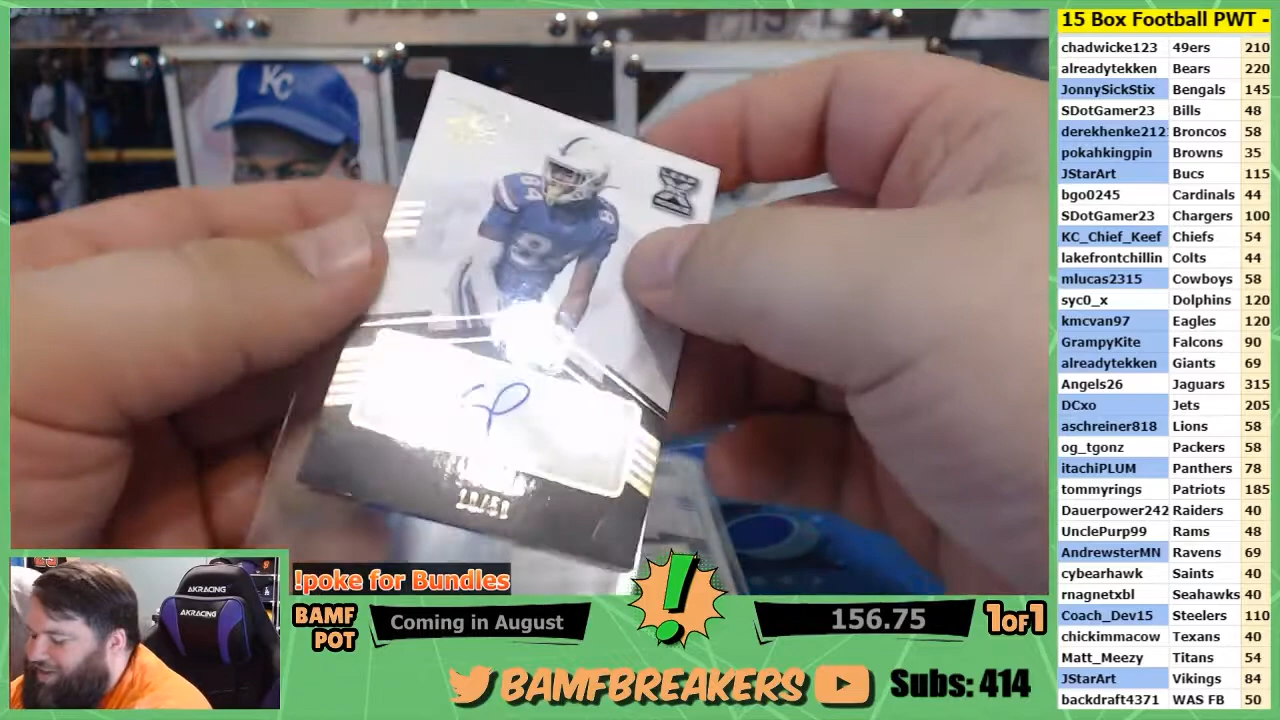 15 Box Football PWT -
chadwicke123 49ers 210
alreadytekken Bears 220
JonnySickStix Bengals 145
SDotGamer23 Bills 48
derekhenke212 Broncos 58
pokahkingpin Browns 35
JStarArt Bucs 115
bgo0245 Cardinals 44
SDotGamer23 Chargers 100
KC_Chief_Keef Chiefs 54
lakefrontchillin Colts 44
mlucas2315 Cowboys 58
syc0_x Dolphins 120
kmcvan97 Eagles 120
GrampyKite Falcons 90
alreadytekken Giants 69
Angels26 Jaguars 315
DCxo Jets 205
aschreiner818 Lions 58
og_tgonz Packers 58
itachiPLUM Panthers 78
tommyrings Patriots 185
Dauerpower242 Raiders 40
UnclePurp99 Rams 48
AndrewsterMN Ravens 69
cybearhawk Saints 40
rnagnetxbl Seahawks 40
Coach_Dev15 Steelers 110
chickimmacow Texans 40
Matt_Meezy Titans 54
JStarArt Vikings 84
backdraft4371 WAS FB 50
KC
84
!poke for Bundles
BAMF POT
Coming in August
!
156.75
1OF1
AKRACING
AKRACING
BAMFBREAKERS
Subs: 414